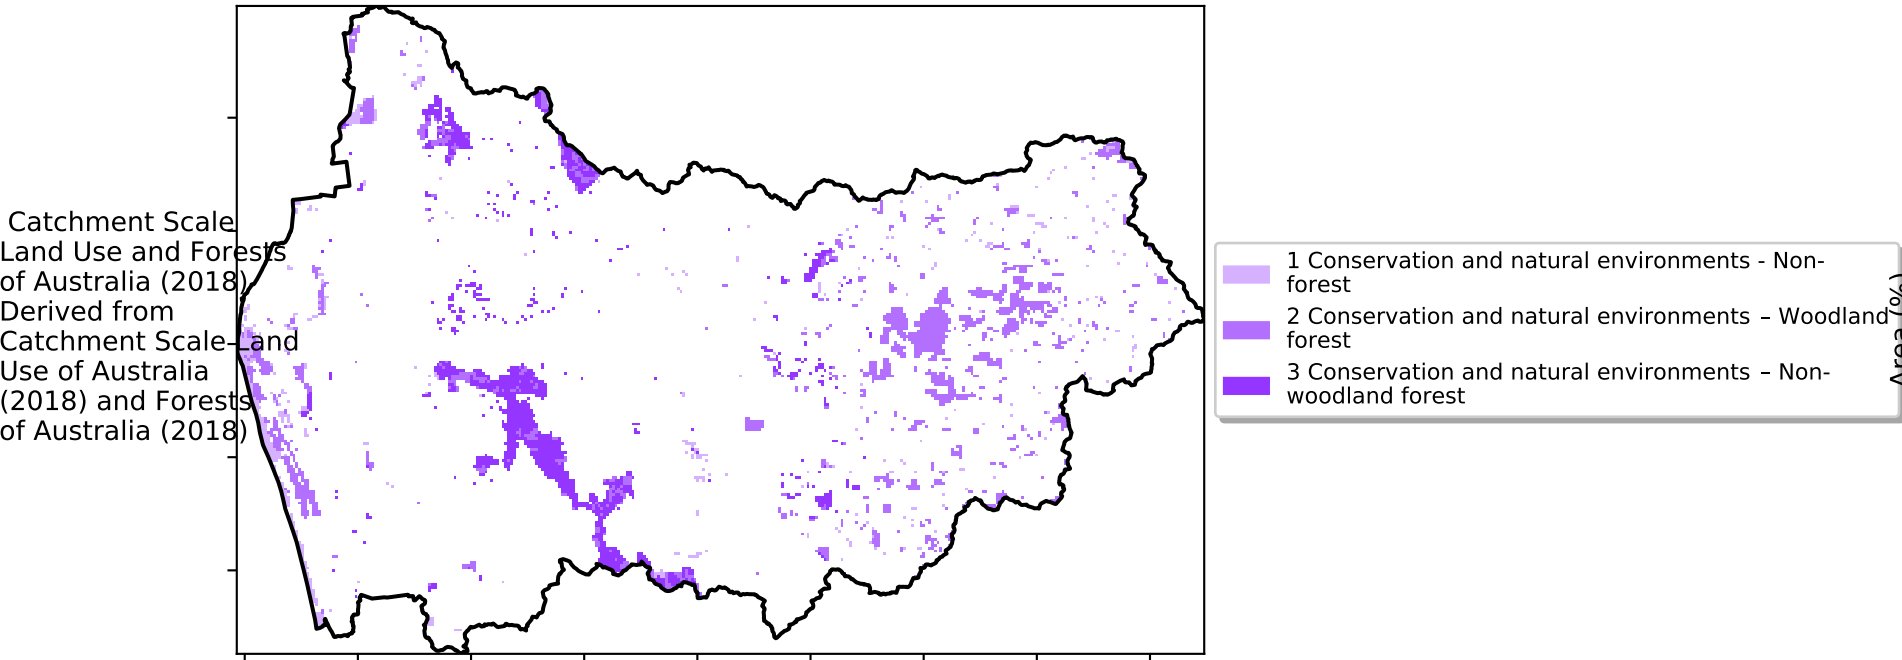 Catchment Scale
Land Use and Forests
of Australia (2018)
Derived from
Catchment Scale Land
Use of Australia
(2018) and Forests
of Australia (2018)
1 Conservation and natural environments - Non-
forest
2 Conservation and natural environments – Woodland
forest
3 Conservation and natural environments – Non-
woodland forest
Area (%)